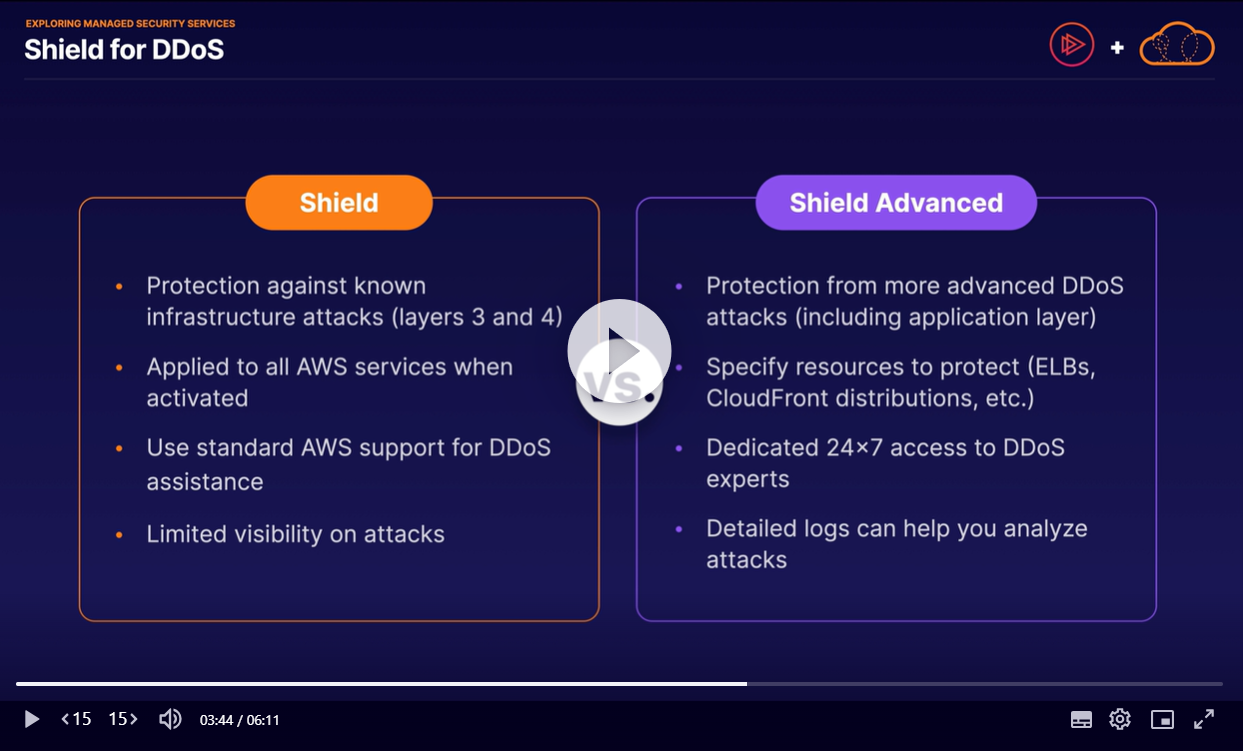 EXPLORING MANAGED SECURITY SERVICES
Shield for DDoS
+
Shield
Protection against known
infrastructure attacks (layers 3 and 4)
Applied to all AWS services when
activated
Use standard AWS support for DDoS
assistance
Limited visibility on attacks
vs.
Shield Advanced
Protection from more advanced DDoS
attacks (including application layer)
Specify resources to protect (ELBs,
CloudFront distributions, etc.)
Dedicated 24×7 access to DDoS
experts
Detailed logs can help you analyze
attacks
15
15
03:44 / 06:11